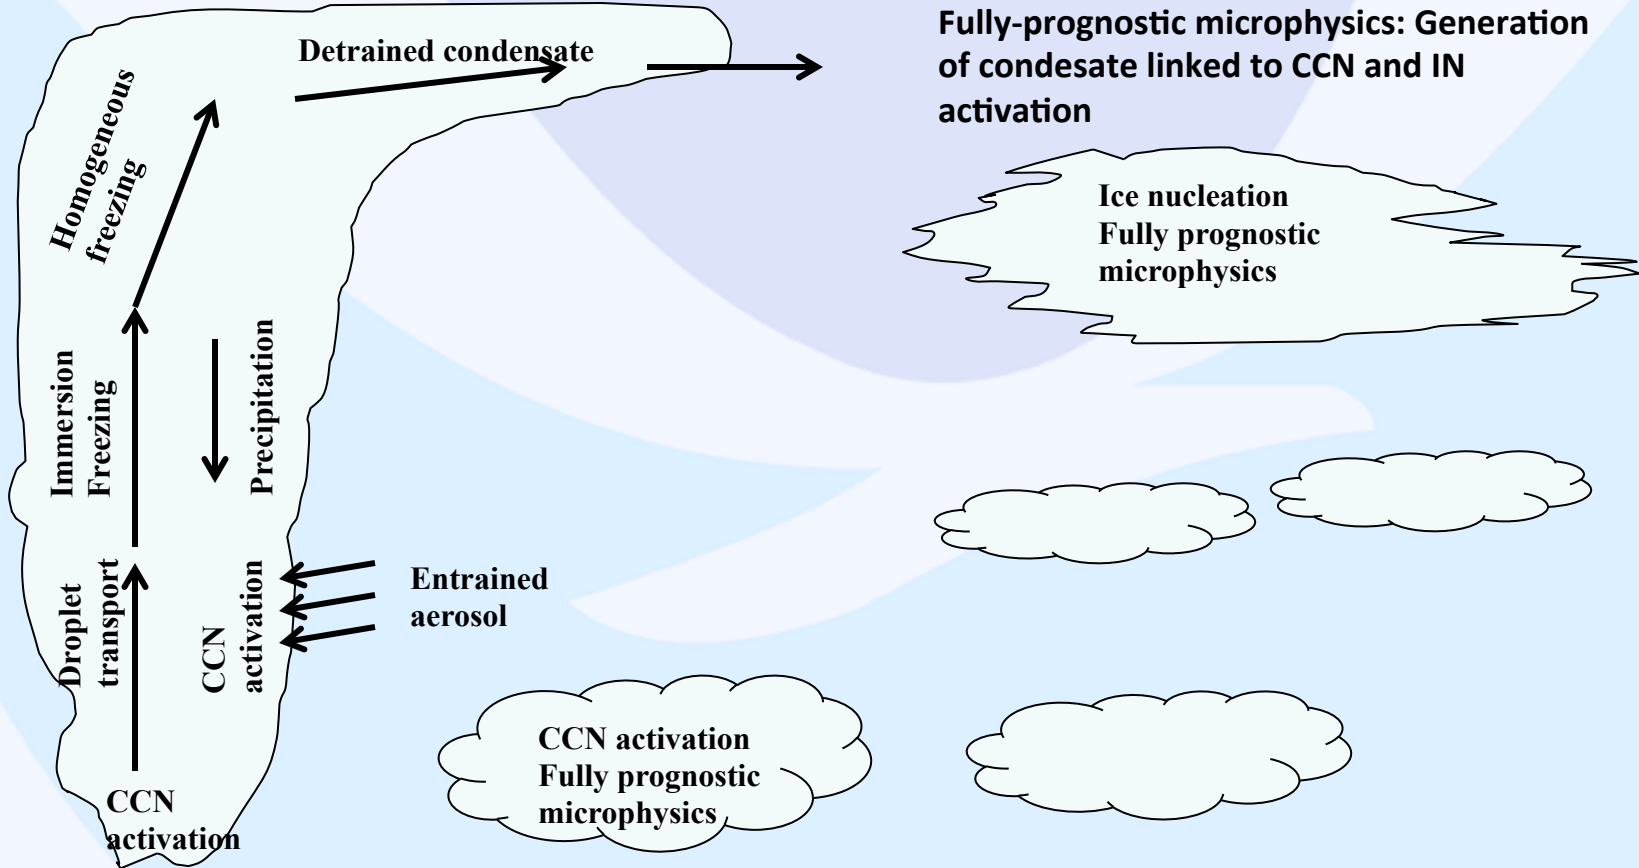 Fully-prognostic microphysics: Generation
of condesate linked to CCN and IN
activation
Detrained condensate
Homogeneous
freezing
Ice nucleation
Fully prognostic
microphysics
Immersion
Freezing
Precipitation
Droplet
transport
CCN
activation
Entrained
aerosol
CCN activation
Fully prognostic
microphysics
CCN
activation